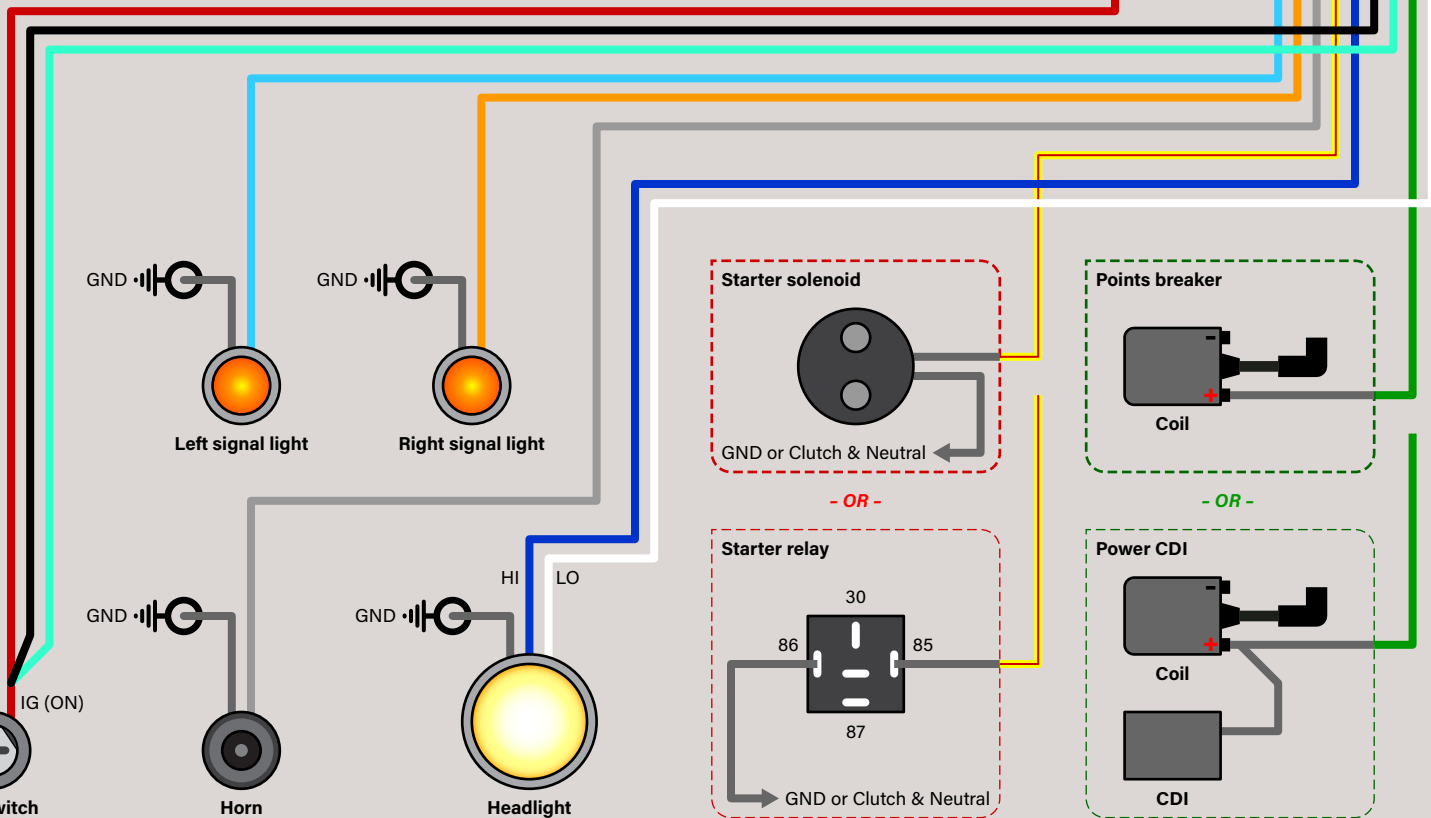 GND
GND
Left signal light
Right signal light
Starter solenoid
GND or Clutch & Neutral
Points breaker
-
+
Coil
- OR -
- OR -
HI
LO
GND
GND
IG (ON)
witch
Horn
Headlight
Starter relay
30
86
85
87
GND or Clutch & Neutral
Power CDI
-
+
Coil
CDI